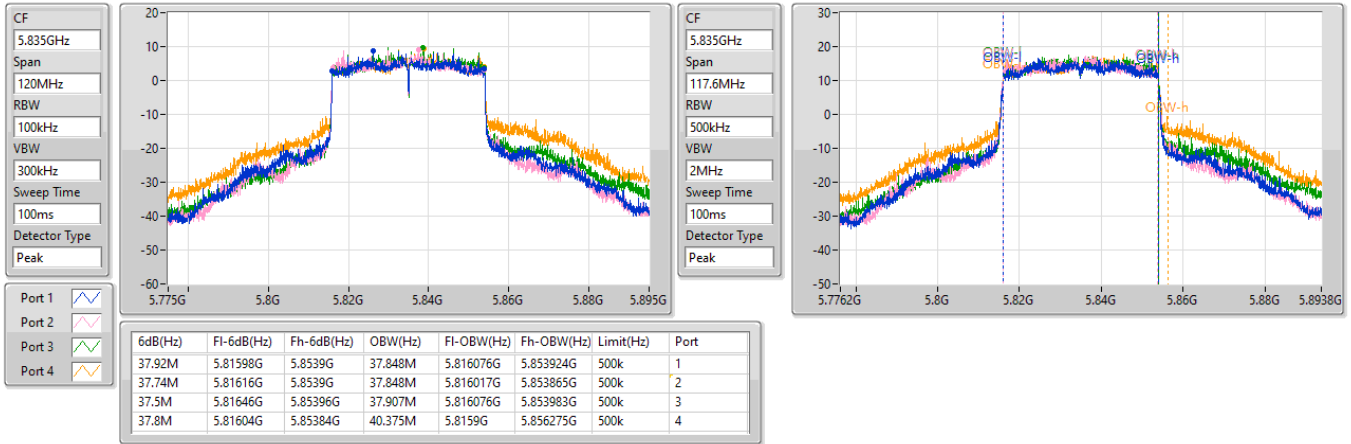 CF
5.835GHz
Span
120MHz
RBW
100kHz
VBW
300kHz
Sweep Time
100ms
Detector Type
Peak
20
10
0
-10
-20
-30
-40
-50
-60
5.775G 5.8G 5.82G 5.84G 5.86G 5.88G 5.895G
CF
5.835GHz
Span
117.6MHz
RBW
500kHz
VBW
2MHz
Sweep Time
100ms
Detector Type
Peak
30
20
10
0
-10
-20
-30
-40
-50
OBW-l
OBW-h
OBW-h
5.7762G 5.8G 5.82G 5.84G 5.86G 5.88G 5.8938G
Port 1
Port 2
Port 3
Port 4
6dB(Hz) Fl-6dB(Hz) Fh-6dB(Hz) OBW(Hz) Fl-OBW(Hz) Fh-OBW(Hz) Limit(Hz) Port
37.92M 5.81598G 5.8539G 37.848M 5.816076G 5.853924G 500k 1
37.74M 5.81616G 5.8539G 37.848M 5.816017G 5.853865G 500k 2
37.5M 5.81646G 5.85396G 37.907M 5.816076G 5.853983G 500k 3
37.8M 5.81604G 5.85384G 40.375M 5.8159G 5.856275G 500k 4